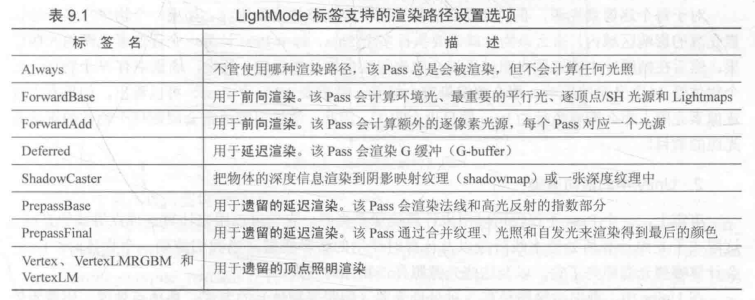 表 9.1 LightMode 标签支持的渲染路径设置选项
标 签 名 描 述
Always 不管使用哪种渲染路径，该 Pass 总是会被渲染，但不会计算任何光照
ForwardBase 用于前向渲染。该 Pass 会计算环境光、最重要的平行光、逐顶点/SH 光源和 Lightmaps
ForwardAdd 用于前向渲染。该 Pass 会计算额外的逐像素光源，每个 Pass 对应一个光源
Deferred 用于延迟渲染。该 Pass 会渲染 G 缓冲（G-buffer）
ShadowCaster 把物体的深度信息渲染到阴影映射纹理（shadowmap）或一张深度纹理中
PrepassBase 用于遗留的延迟渲染。该 Pass 会渲染法线和高光反射的指数部分
PrepassFinal 用于遗留的延迟渲染。该 Pass 通过合并纹理、光照和自发光来渲染得到最后的颜色
Vertex、VertexLMRGBM 和
VertexLM
用于遗留的顶点照明渲染